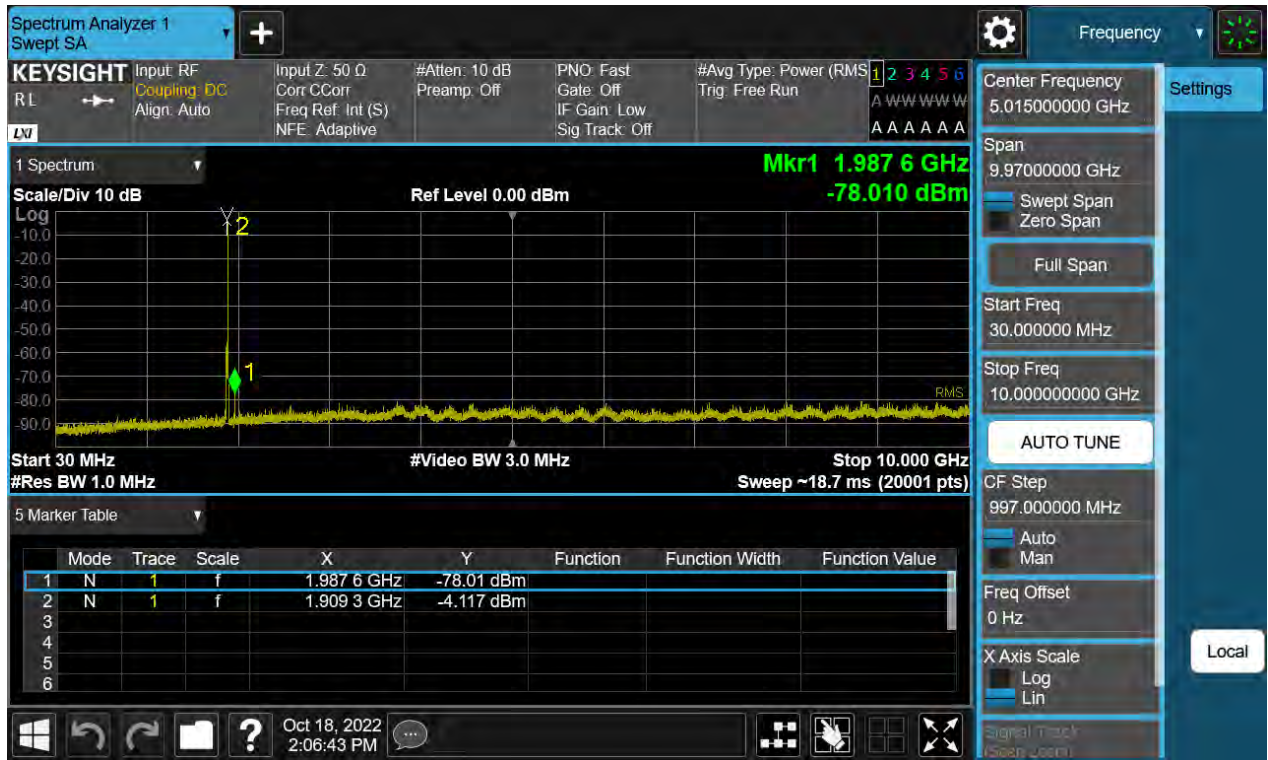 Spectrum Analyzer 1
Swept SA
Frequency
KEYSIGHT
RL
LXI
Input: RF
Coupling: DC
Align: Auto
Input Z: 50 Ω
Corr CCorr
Freq Ref: Int (S)
NFE: Adaptive
#Atten: 10 dB
Preamp: Off
PNO: Fast
Gate: Off
IF Gain: Low
Sig Track: Off
#Avg Type: Power (RMS
Trig: Free Run
1 2 3 4 5 6
A W W W W W
A A A A A A
Center Frequency
5.015000000 GHz
Settings
Span
9.97000000 GHz
Swept Span
Zero Span
Full Span
Start Freq
30.000000 MHz
Stop Freq
10.000000000 GHz
AUTO TUNE
CF Step
997.000000 MHz
Auto
Man
Freq Offset
0 Hz
X Axis Scale
Log
Lin
Signal Track
(Span Zoom)
Local
1 Spectrum
Mkr1 1.987 6 GHz
Scale/Div 10 dB
Ref Level 0.00 dBm
-78.010 dBm
Log
2
-10.0
-20.0
-30.0
-40.0
-50.0
-60.0
1
-70.0
RMS
-80.0
-90.0
Start 30 MHz
#Video BW 3.0 MHz
Stop 10.000 GHz
#Res BW 1.0 MHz
Sweep ~18.7 ms (20001 pts)
5 Marker Table
Mode Trace Scale X Y Function Function Width Function Value
1 N 1 f 1.987 6 GHz -78.01 dBm
2 N 1 f 1.909 3 GHz -4.117 dBm
3
4
5
6
?
Oct 18, 2022
2:06:43 PM